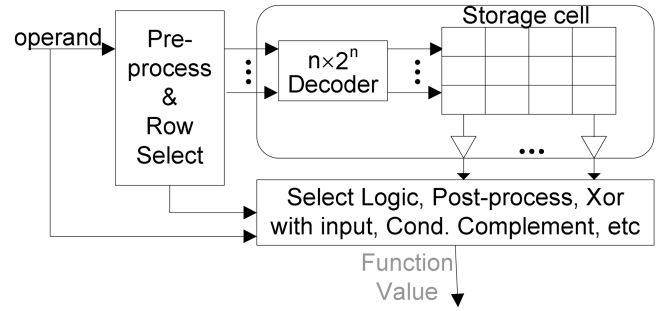 Storage cell
operand
Pre-
process
&
Row
Select
n×2ⁿ
Decoder
Select Logic, Post-process, Xor
with input, Cond. Complement, etc
Function
Value